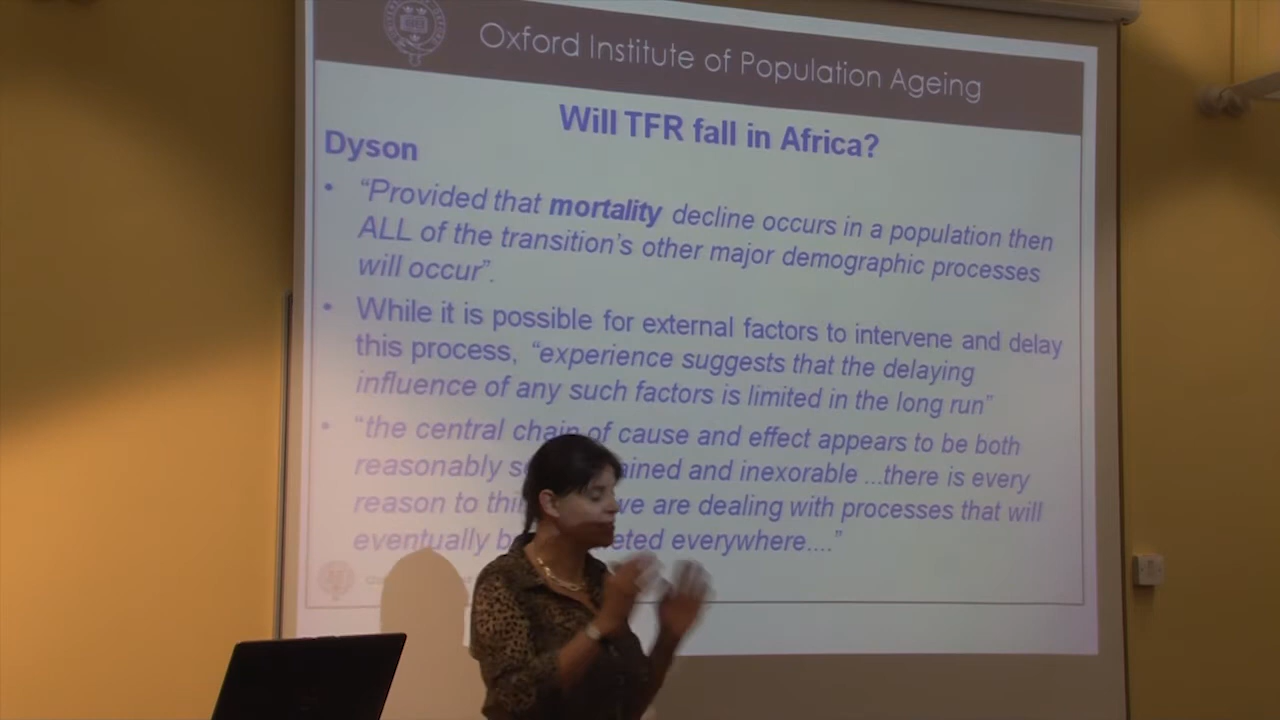 Oxford Institute of Population Ageing
Will TFR fall in Africa?
Dyson
• “Provided that mortality decline occurs in a population then
ALL of the transition’s other major demographic processes
will occur”.
• While it is possible for external factors to intervene and delay
this process, “experience suggests that the delaying
influence of any such factors is limited in the long run”
• “the central chain of cause and effect appears to be both
reasonably and inexorable ...there is every
reason to we are dealing with processes that will
eventually everywhere....”